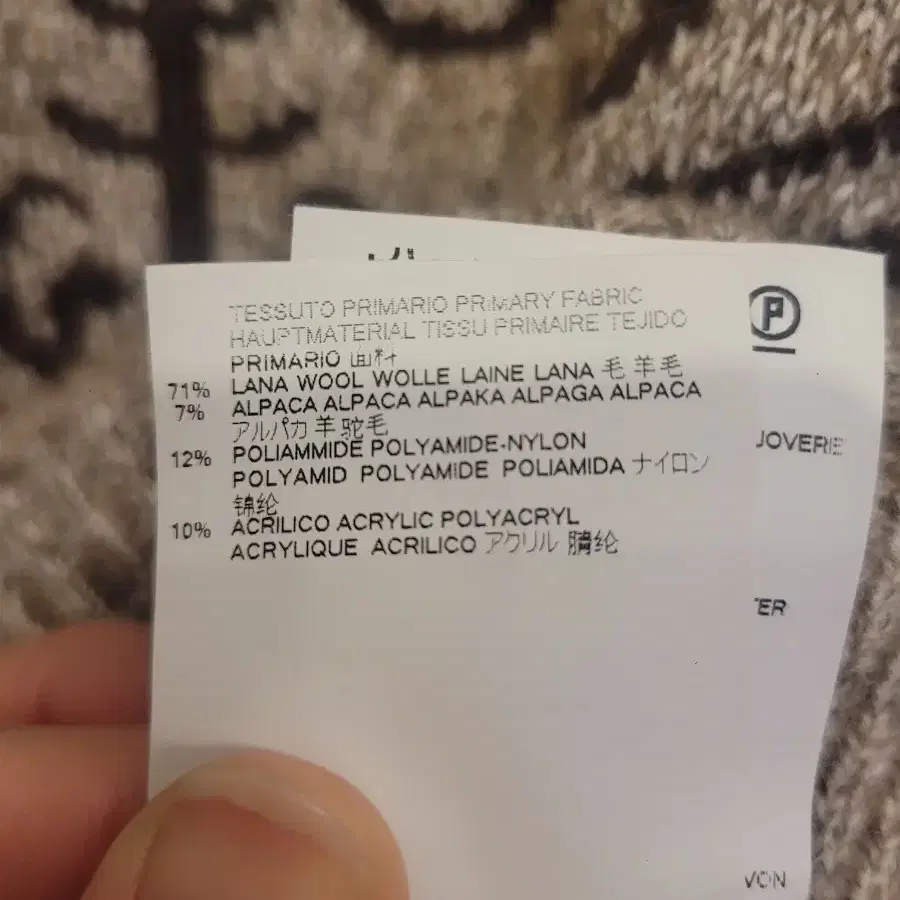 TESSUTO PRIMARIO PRIMARY FABRIC
HAUPTMATERIAL TISSU PRIMAIRE TEJIDO
PRIMARIO 面料
71% LANA WOOL WOLLE LAINE LANA 毛 羊毛
7% ALPACA ALPACA ALPAKA ALPAGA ALPACA
アルパカ 羊驼毛
12% POLIAMMIDE POLYAMIDE-NYLON
POLYAMID POLYAMIDE POLIAMIDA ナイロン
锦纶
10% ACRILICO ACRYLIC POLYACRYL
ACRYLIQUE ACRILICO アクリル 腈纶
P
JOVERIE
ER
VON